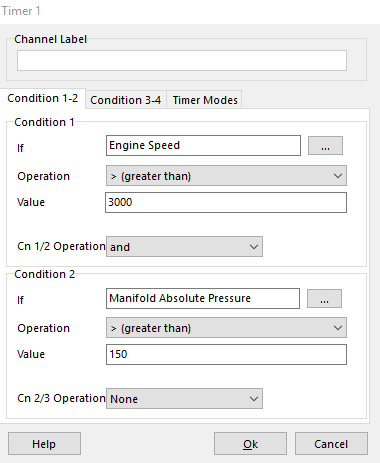 Timer 1
Channel Label
Condition 1-2 Condition 3-4 Timer Modes
Condition 1
If Engine Speed ...
Operation > (greater than)
Value 3000
Cn 1/2 Operation and
Condition 2
If Manifold Absolute Pressure ...
Operation > (greater than)
Value 150
Cn 2/3 Operation None
Help Ok Cancel